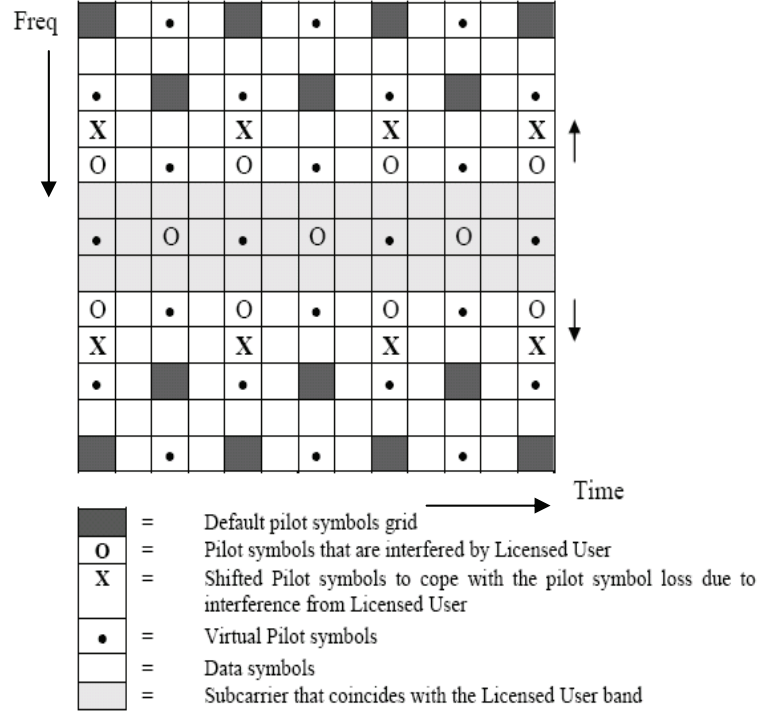 Freq
X X X X
O O O O
O O O
O O O O
X X X X
Time
= Default pilot symbols grid
O = Pilot symbols that are interfered by Licensed User
X = Shifted Pilot symbols to cope with the pilot symbol loss due to
interference from Licensed User
• = Virtual Pilot symbols
= Data symbols
= Subcarrier that coincides with the Licensed User band